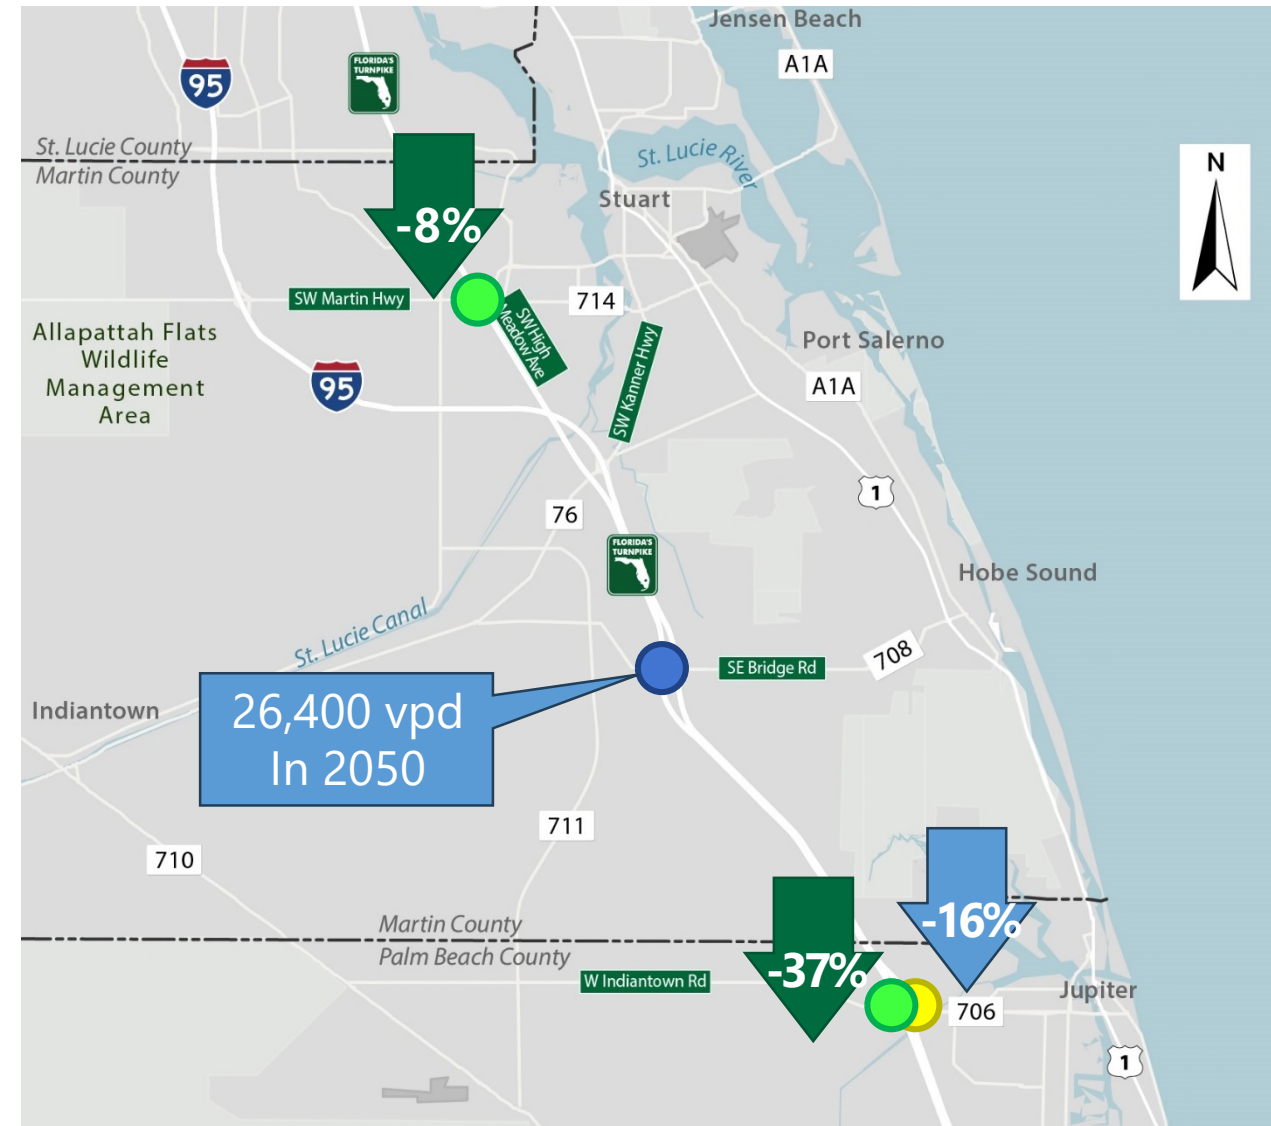 Jensen Beach
A1A
95
FLORIDA'S
TURNPIKE
St. Lucie County
Martin County
St. Lucie River
N
Stuart
-8%
SW Martin Hwy
714
SW High
Meadow Ave
SW Kanner Hwy
Allapattah Flats
Wildlife
Management
Area
95
Port Salerno
A1A
1
76
FLORIDA'S
TURNPIKE
Hobe Sound
St. Lucie Canal
708
SE Bridge Rd
Indiantown
26,400 vpd
In 2050
711
710
-16%
Martin County
Palm Beach County
-37%
W Indiantown Rd
706
Jupiter
1